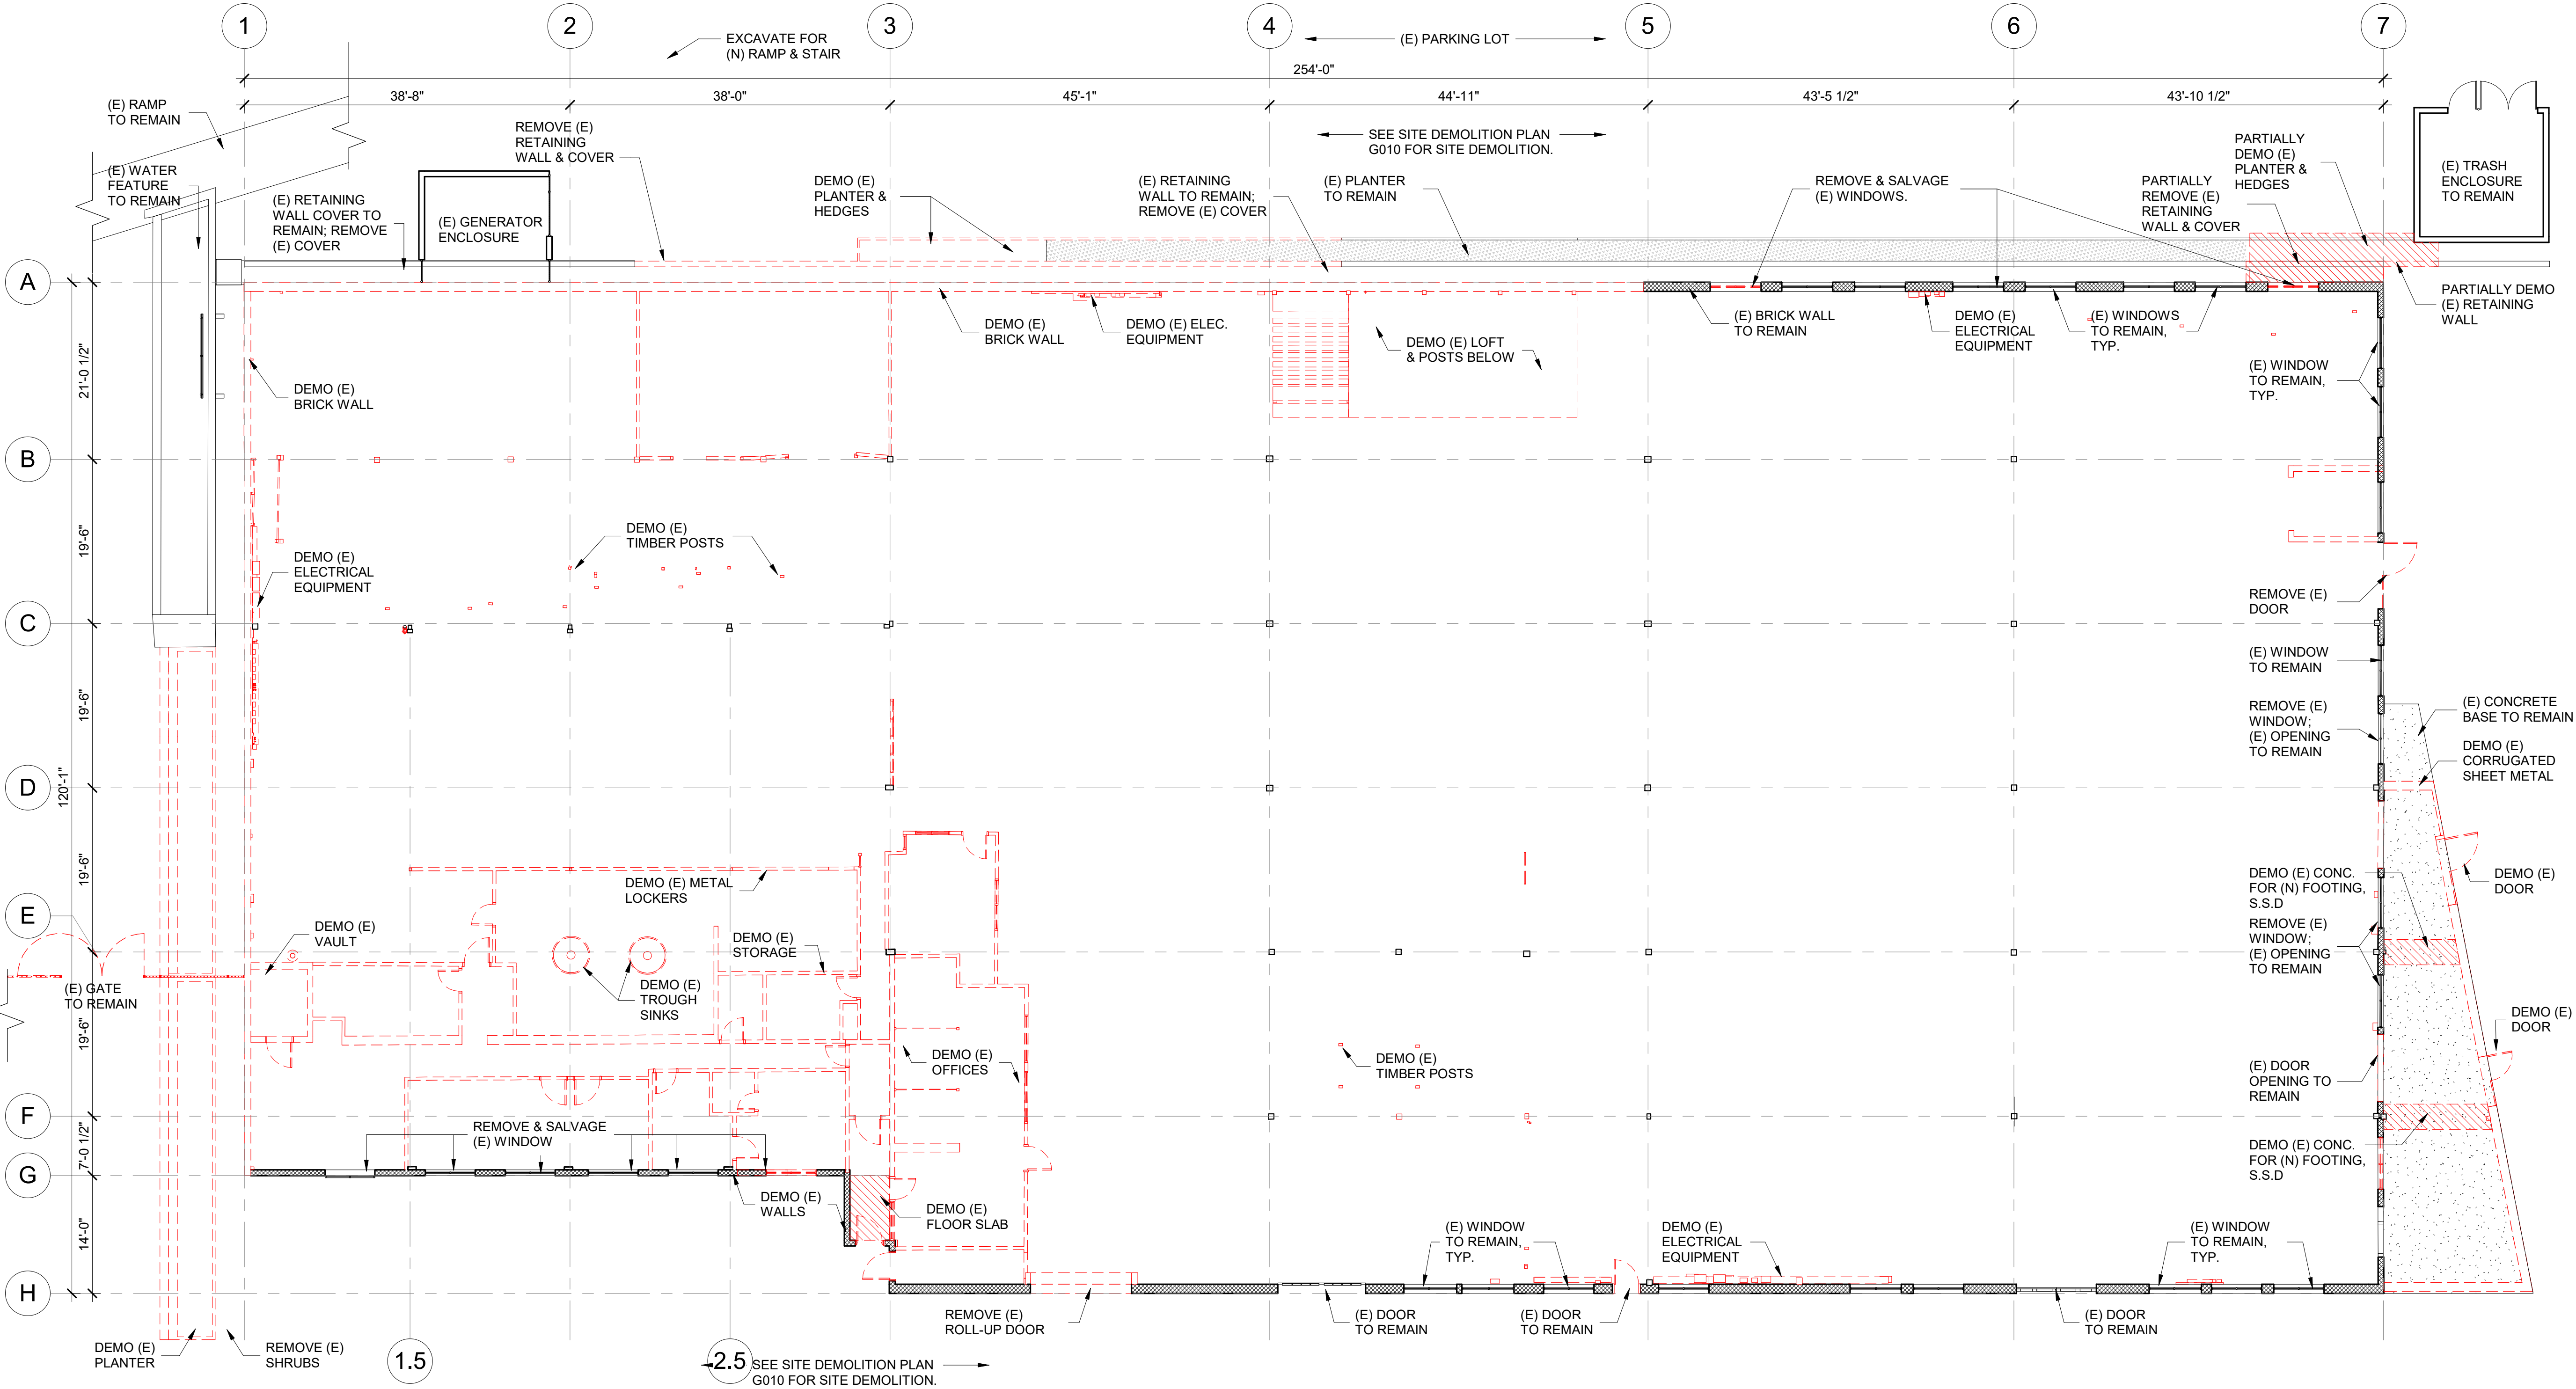 1
2
3
4
5
6
7
EXCAVATE FOR
(N) RAMP & STAIR
(E) PARKING LOT
254'-0"
38'-8"
38'-0"
45'-1"
44'-11"
43'-5 1/2"
43'-10 1/2"
(E) RAMP
TO REMAIN
REMOVE (E)
RETAINING
WALL & COVER
SEE SITE DEMOLITION PLAN
G010 FOR SITE DEMOLITION.
PARTIALLY
DEMO (E)
PLANTER &
HEDGES
(E) TRASH
ENCLOSURE
TO REMAIN
(E) WATER
FEATURE
TO REMAIN
(E) RETAINING
WALL COVER TO
REMAIN; REMOVE
(E) COVER
(E) GENERATOR
ENCLOSURE
DEMO (E)
PLANTER &
HEDGES
(E) RETAINING
WALL TO REMAIN;
REMOVE (E) COVER
(E) PLANTER
TO REMAIN
REMOVE & SALVAGE
(E) WINDOWS.
PARTIALLY
REMOVE (E)
RETAINING
WALL & COVER
A
PARTIALLY DEMO
(E) RETAINING
WALL
DEMO (E)
BRICK WALL
DEMO (E) ELEC.
EQUIPMENT
DEMO (E) LOFT
& POSTS BELOW
(E) BRICK WALL
TO REMAIN
DEMO (E)
ELECTRICAL
EQUIPMENT
(E) WINDOWS
TO REMAIN,
TYP.
21'-0 1/2"
DEMO (E)
BRICK WALL
(E) WINDOW
TO REMAIN,
TYP.
B
19'-6"
DEMO (E)
TIMBER POSTS
DEMO (E)
ELECTRICAL
EQUIPMENT
REMOVE (E)
DOOR
C
(E) WINDOW
TO REMAIN
19'-6"
REMOVE (E)
WINDOW;
(E) OPENING
TO REMAIN
(E) CONCRETE
BASE TO REMAIN
DEMO (E)
CORRUGATED
SHEET METAL
D
120'-1"
19'-6"
DEMO (E) METAL
LOCKERS
DEMO (E) CONC.
FOR (N) FOOTING,
S.S.D
DEMO (E)
DOOR
E
DEMO (E)
VAULT
DEMO (E)
STORAGE
REMOVE (E)
WINDOW;
(E) OPENING
TO REMAIN
(E) GATE
TO REMAIN
DEMO (E)
TROUGH
SINKS
19'-6"
DEMO (E)
DOOR
DEMO (E)
OFFICES
DEMO (E)
TIMBER POSTS
(E) DOOR
OPENING TO
REMAIN
F
REMOVE & SALVAGE
(E) WINDOW
7'-0 1/2"
DEMO (E) CONC.
FOR (N) FOOTING,
S.S.D
G
DEMO (E)
WALLS
DEMO (E)
FLOOR SLAB
14'-0"
(E) WINDOW
TO REMAIN,
TYP.
DEMO (E)
ELECTRICAL
EQUIPMENT
(E) WINDOW
TO REMAIN,
TYP.
H
REMOVE (E)
ROLL-UP DOOR
(E) DOOR
TO REMAIN
(E) DOOR
TO REMAIN
(E) DOOR
TO REMAIN
DEMO (E)
PLANTER
REMOVE (E)
SHRUBS
1.5
2.5
SEE SITE DEMOLITION PLAN
G010 FOR SITE DEMOLITION.